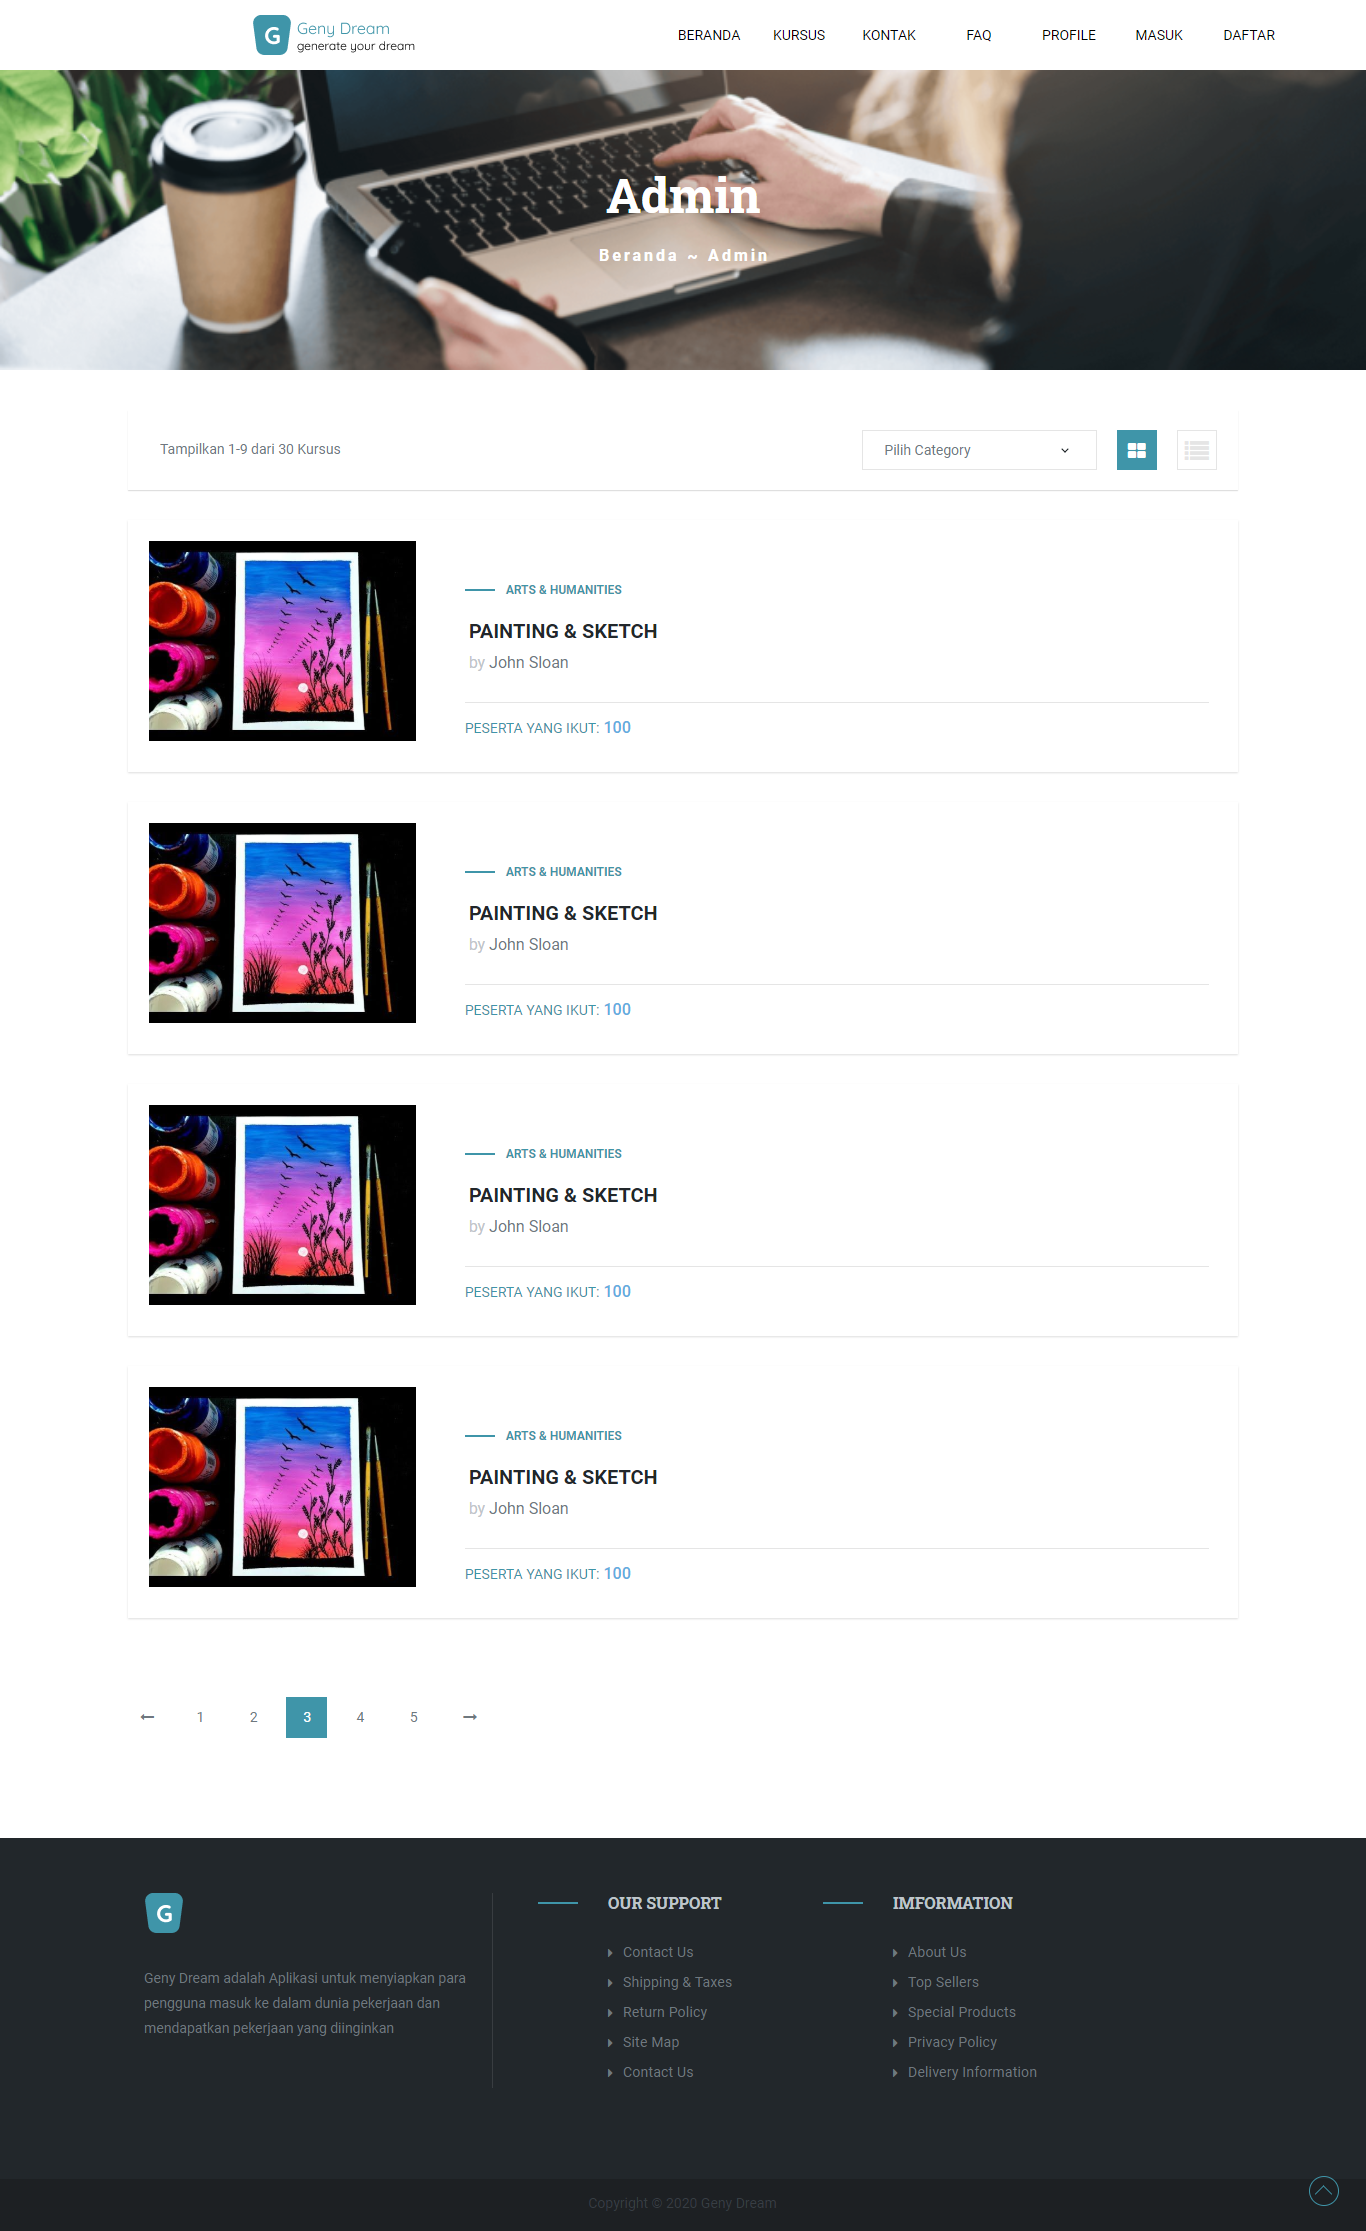 G Geny Dream
generate your dream
BERANDA KURSUS KONTAK FAQ PROFILE MASUK DAFTAR
Admin
Beranda ~ Admin
Tampilkan 1-9 dari 30 Kursus
Pilih Category
ARTS & HUMANITIES
PAINTING & SKETCH
by John Sloan
PESERTA YANG IKUT: 100
ARTS & HUMANITIES
PAINTING & SKETCH
by John Sloan
PESERTA YANG IKUT: 100
ARTS & HUMANITIES
PAINTING & SKETCH
by John Sloan
PESERTA YANG IKUT: 100
ARTS & HUMANITIES
PAINTING & SKETCH
by John Sloan
PESERTA YANG IKUT: 100
1 2 3 4 5
G
Geny Dream adalah Aplikasi untuk menyiapkan para
pengguna masuk ke dalam dunia pekerjaan dan
mendapatkan pekerjaan yang diinginkan
OUR SUPPORT
Contact Us
Shipping & Taxes
Return Policy
Site Map
Contact Us
IMFORMATION
About Us
Top Sellers
Special Products
Privacy Policy
Delivery Information
Copyright © 2020 Geny Dream